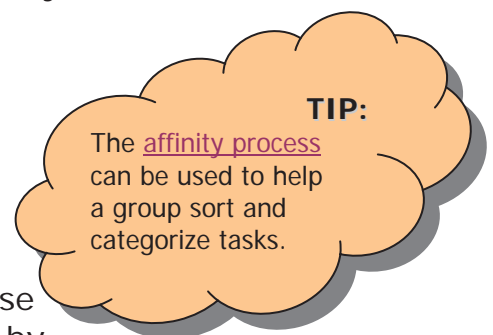 TIP:
The affinity process
can be used to help
a group sort and
categorize tasks.